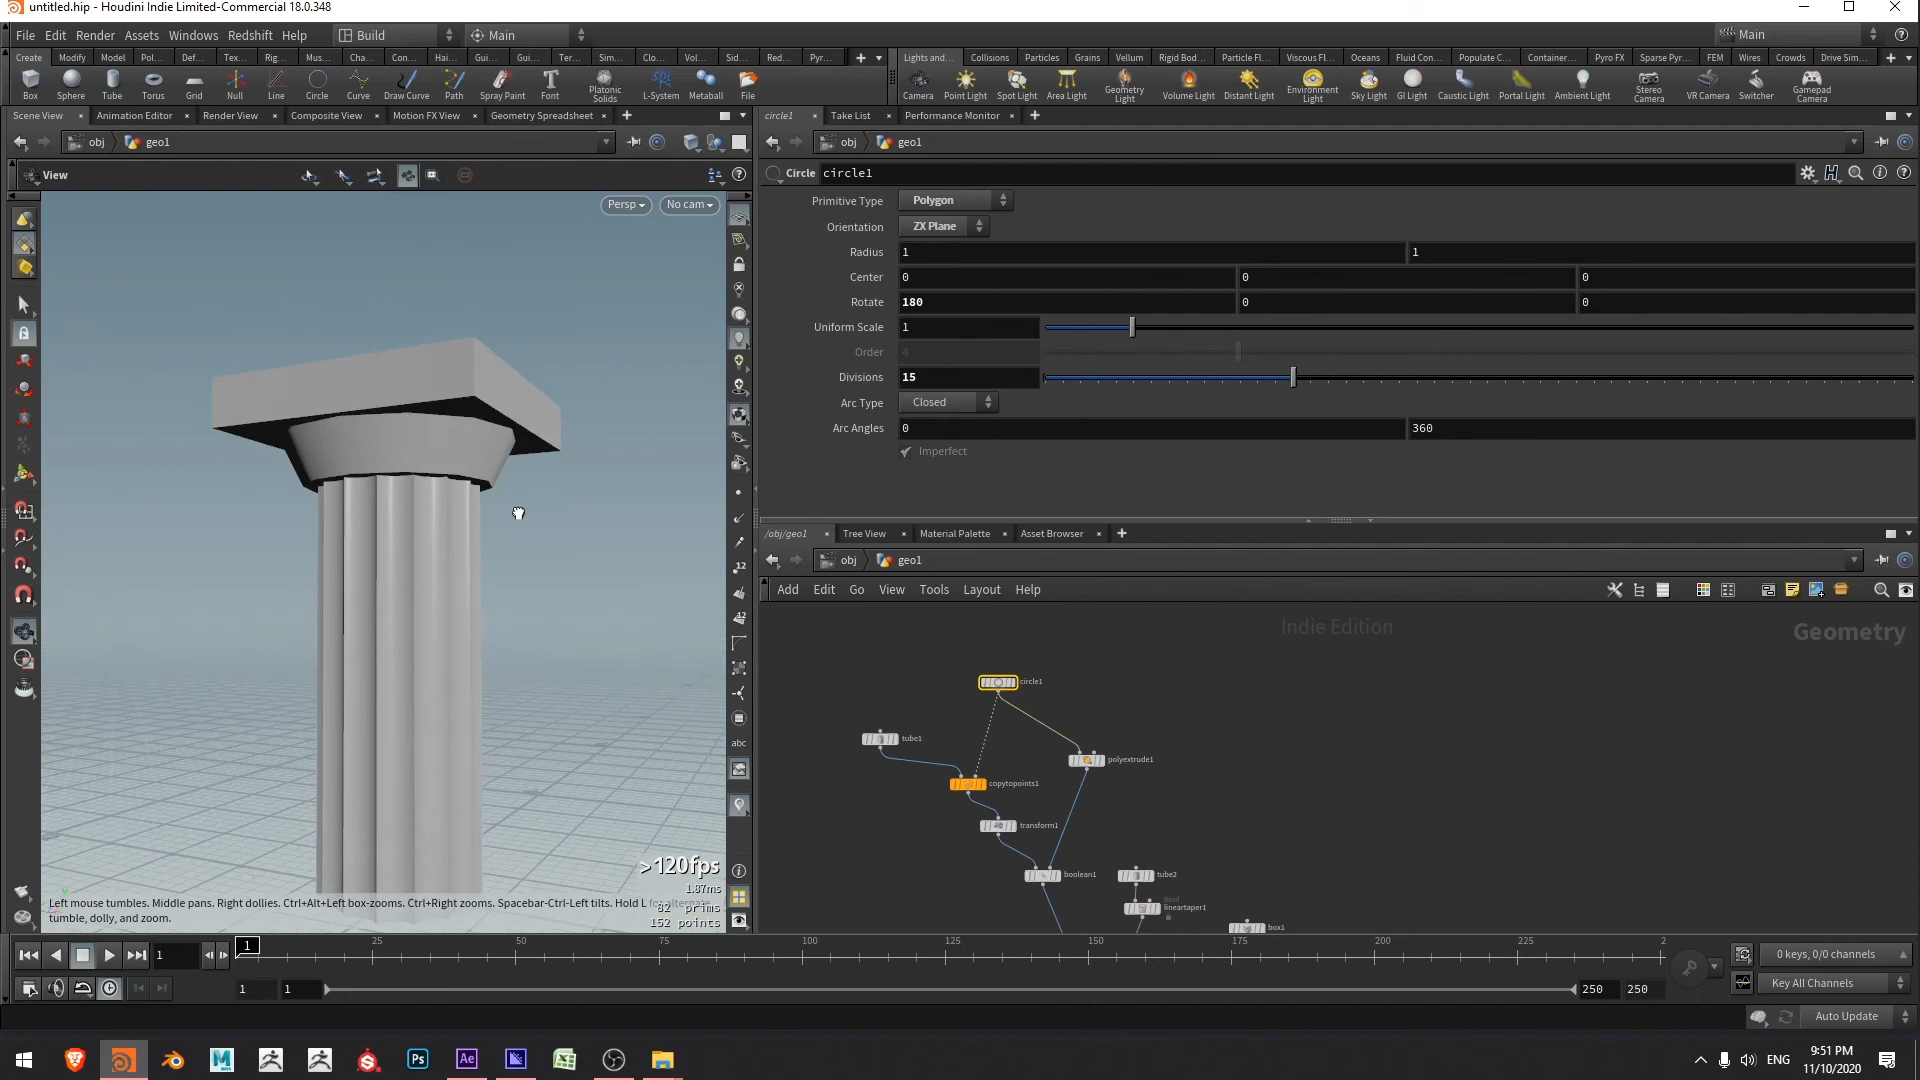 untitled.hip - Houdini Indie Limited-Commercial 18.0.348
File Edit Render Assets Windows Redshift Help Build Main Main
Create Modify Model Pol... Def... Tex... Rig... Mus... Cha... Con... Hai... Gui... Gui... Ter... Sim... Clo... Vol... Sid... Red... Pyr...
Lights and... Collisions Particles Grains Vellum Rigid Bod... Particle Fl... Viscous Fl... Oceans Fluid Con... Populate C... Container... Pyro FX Sparse Pyr... FEM Wires Crowds Drive Sim...
Box Sphere Tube Torus Grid Null Line Circle Curve Draw Curve Path Spray Paint Font Platonic Solids L-System Metaball File
Camera Point Light Spot Light Area Light Geometry Light Volume Light Distant Light Environment Light Sky Light GI Light Caustic Light Portal Light Ambient Light Stereo Camera VR Camera Switcher Gamepad Camera
Scene View Animation Editor Render View Composite View Motion FX View Geometry Spreadsheet
circle1 Take List Performance Monitor
obj geo1
obj geo1
View
Persp No cam
Circle circle1
Primitive Type Polygon
Orientation ZX Plane
Radius 1 1
Center 0 0 0
Rotate 180 0 0
Uniform Scale 1
Order 4
Divisions 15
Arc Type Closed
Arc Angles 0 360
Imperfect
/obj/geo1 Tree View Material Palette Asset Browser
obj geo1
Add Edit Go View Tools Layout Help
Indie Edition
Geometry
circle1
tube1
polyextrude1
copytopoints1
transform1
boolean1
tube2
Bend
lineartaper1
box1
12
12
abc
>120fps
1.87ms
82 prims
152 points
Left mouse tumbles. Middle pans. Right dollies. Ctrl+Alt+Left box-zooms. Ctrl+Right zooms. Spacebar-Ctrl-Left tilts. Hold L for alternate
tumble, dolly, and zoom.
1 1 25 50 75 100 125 150 175 200 225 2
0 keys, 0/0 channels
1 1 250 250
Key All Channels
Auto Update
Ps Ae
ENG
9:51 PM
11/10/2020